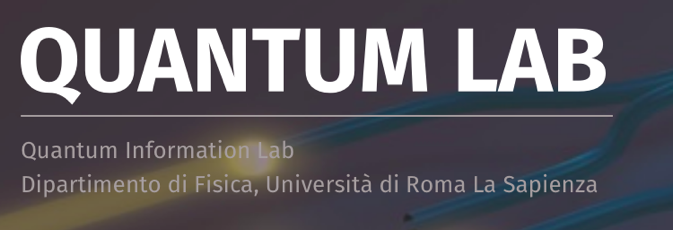 QUANTUM LAB
Quantum Information Lab
Dipartimento di Fisica, Università di Roma La Sapienza